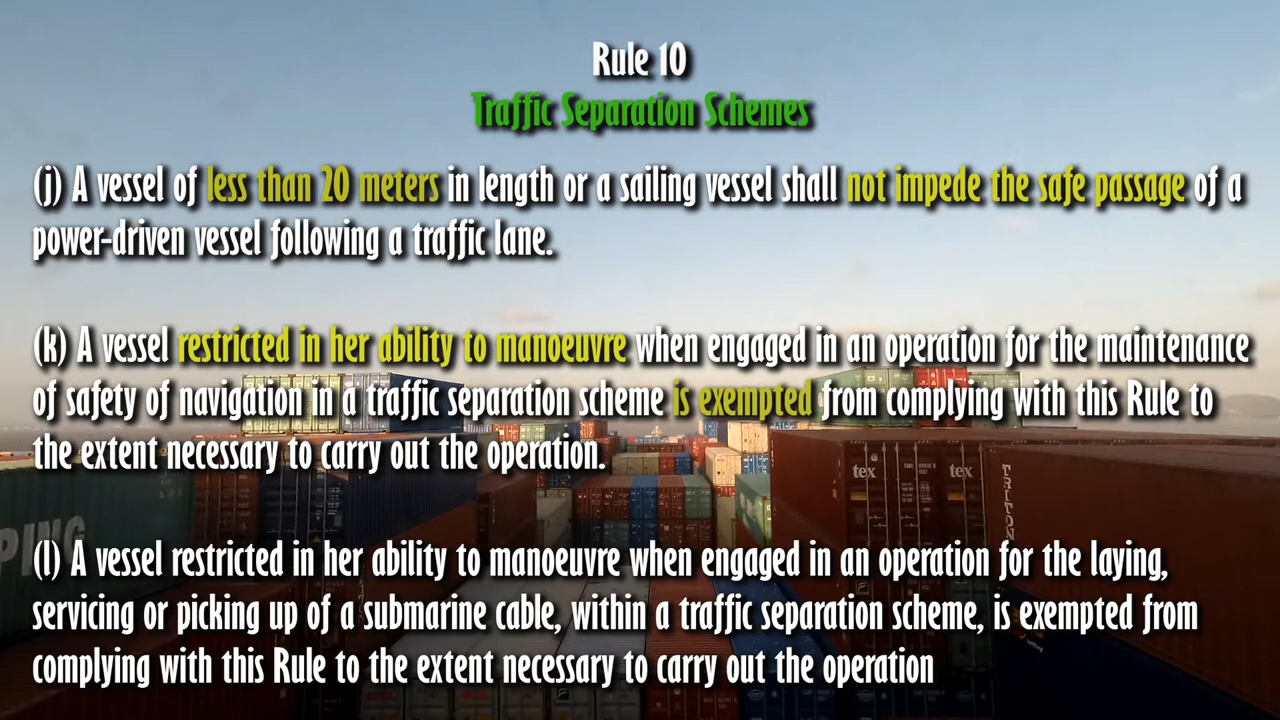 Rule 10
Traffic Separation Schemes
(j) A vessel of less than 20 meters in length or a sailing vessel shall not impede the safe passage of a
power-driven vessel following a traffic lane.
(k) A vessel restricted in her ability to manoeuvre when engaged in an operation for the maintenance
of safety of navigation in a traffic separation scheme is exempted from complying with this Rule to
the extent necessary to carry out the operation.
tex tex
TRITON
PING
(l) A vessel restricted in her ability to manoeuvre when engaged in an operation for the laying,
servicing or picking up of a submarine cable, within a traffic separation scheme, is exempted from
complying with this Rule to the extent necessary to carry out the operation